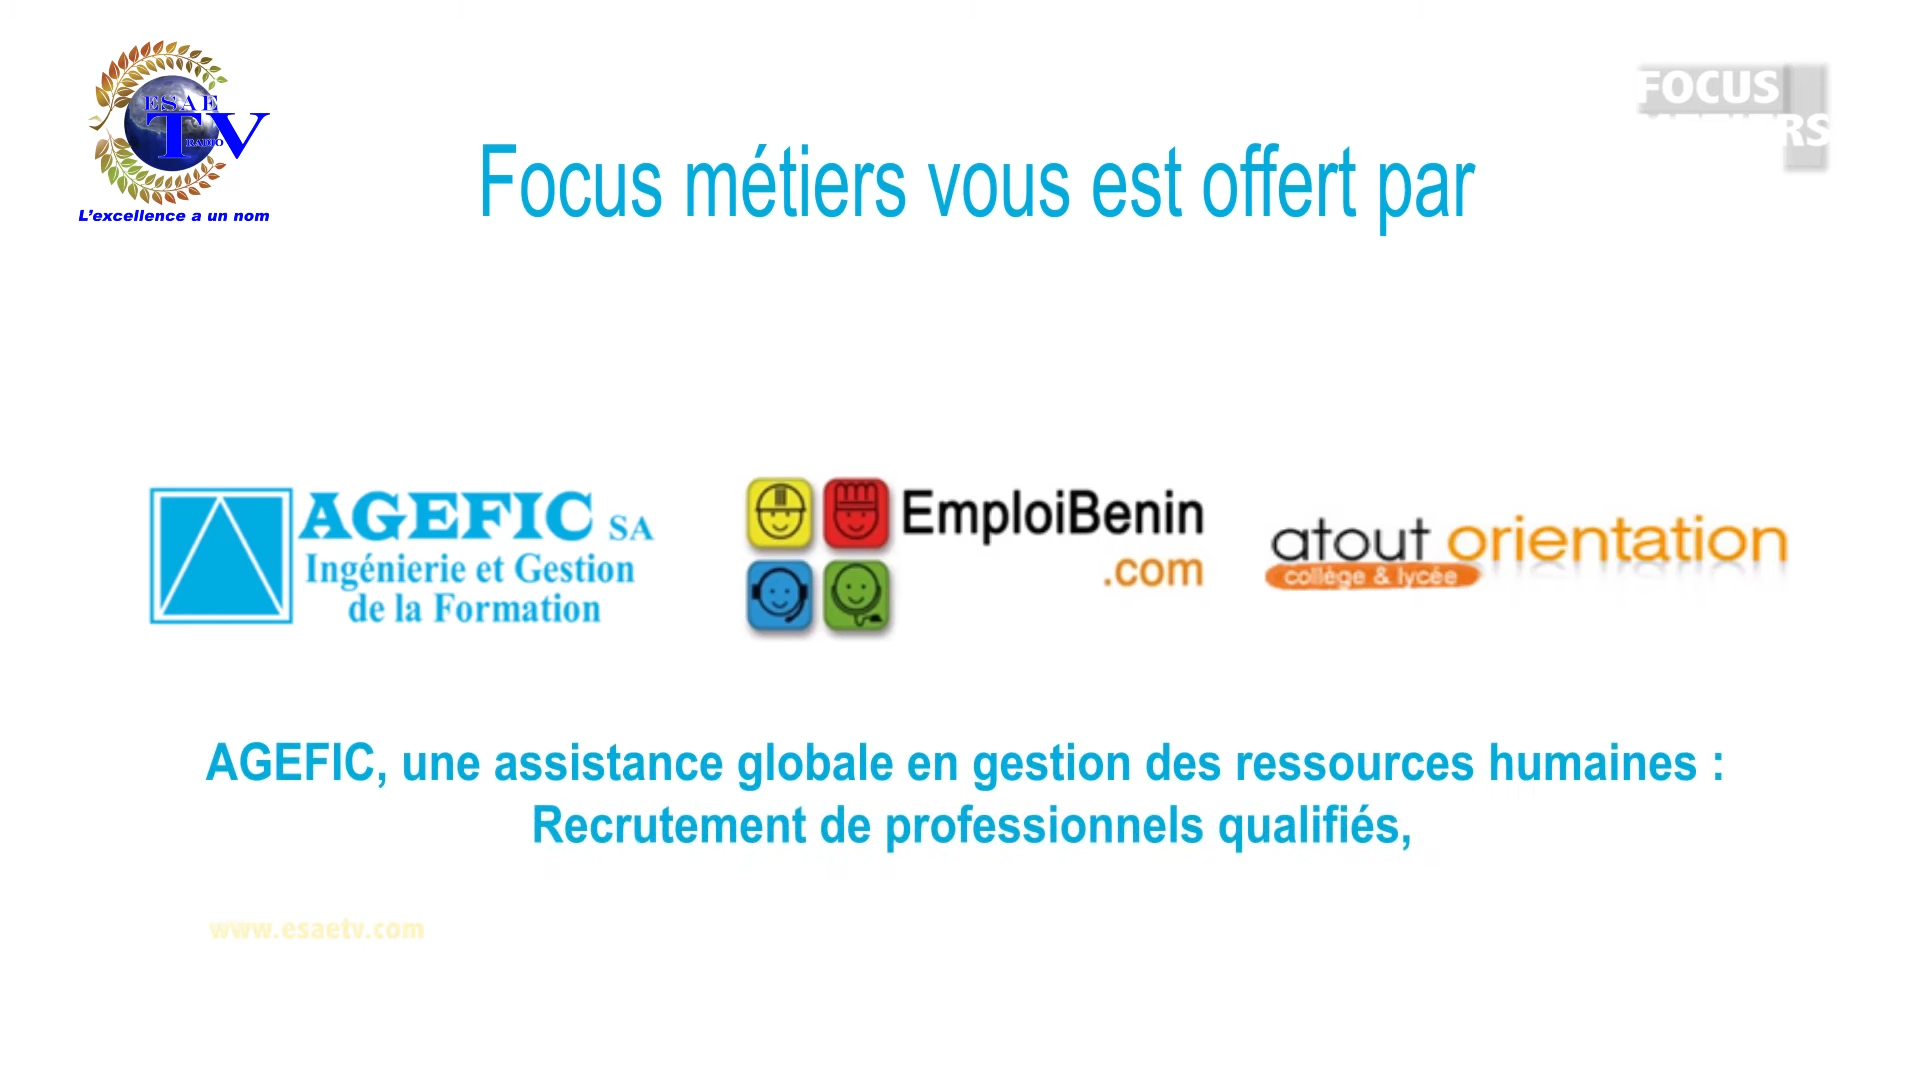 ESAE
TV
RADIO
L'excellence a un nom
FOCUS
MÉTIERS
Focus métiers vous est offert par
AGEFIC SA
Ingénierie et Gestion
de la Formation
EmploiBenin
.com
atout orientation
collége & lycée
AGEFIC, une assistance globale en gestion des ressources humaines :
Recrutement de professionnels qualifiés,
www.esaetv.com